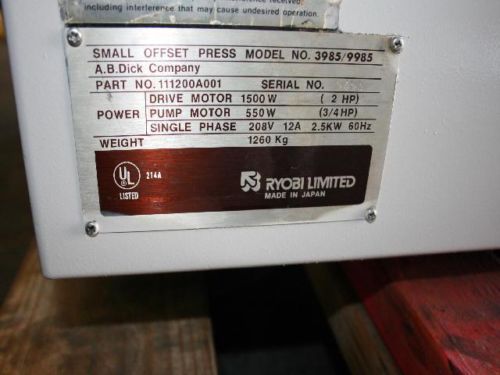 including interference that may cause undesired operation.
SMALL OFFSET PRESS MODEL NO. 3985/9985
A.B.Dick Company
PART NO. 111200A001 SERIAL NO.
POWER
DRIVE MOTOR 1500W (2 HP)
PUMP MOTOR 550W (3/4HP)
SINGLE PHASE 208V 12A 2.5KW 60Hz
WEIGHT 1260 Kg
UL 214A
LISTED
RYOBI LIMITED
MADE IN JAPAN